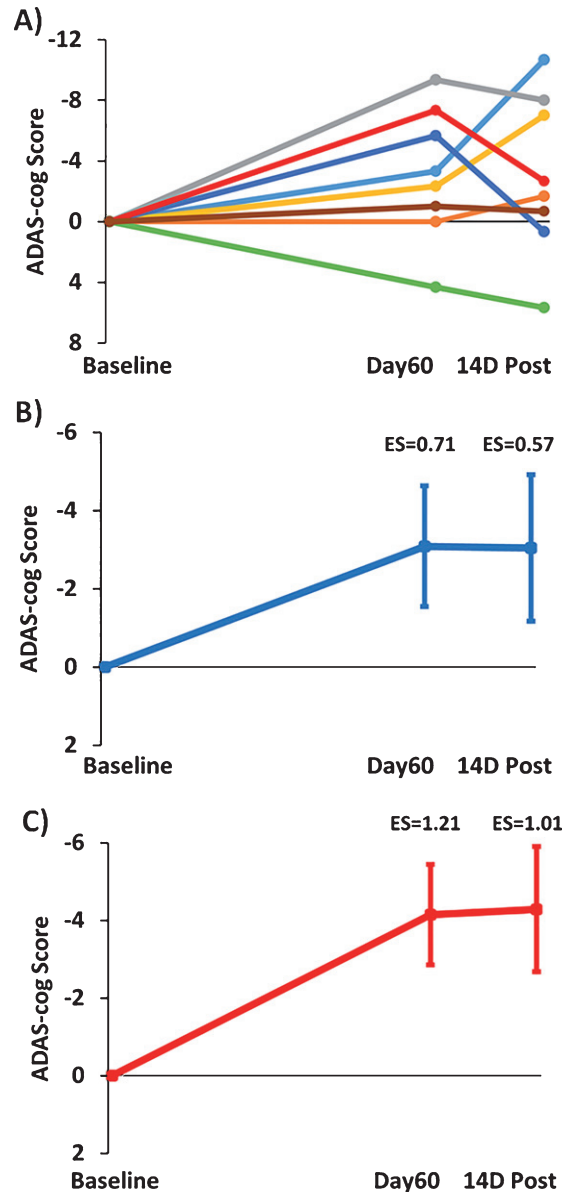 A)
-12
-8
-4
0
4
8
ADAS-cog Score
Baseline Day60 14D Post
B)
-6
ES=0.71 ES=0.57
-4
-2
0
2
ADAS-cog Score
Baseline Day60 14D Post
C)
ES=1.21 ES=1.01
-6
-4
-2
0
2
ADAS-cog Score
Baseline Day60 14D Post